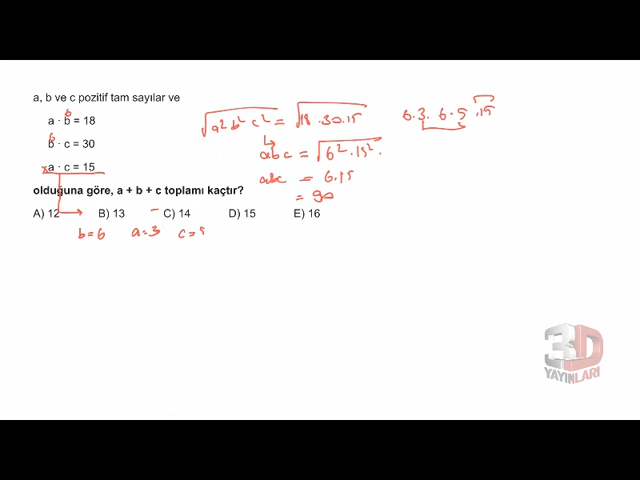 a, b ve c pozitif tam sayılar ve
a · b = 18
b · c = 30
a · c = 15
olduğuna göre, a + b + c toplamı kaçtır?
A) 12 B) 13 C) 14 D) 15 E) 16
b=6 a=3 c=5
√a²b²c² = √18·30·15
abc = √6²·15²·
abc = 6.15
= 90
6.3.6.5.15
3D
YAYINLARI